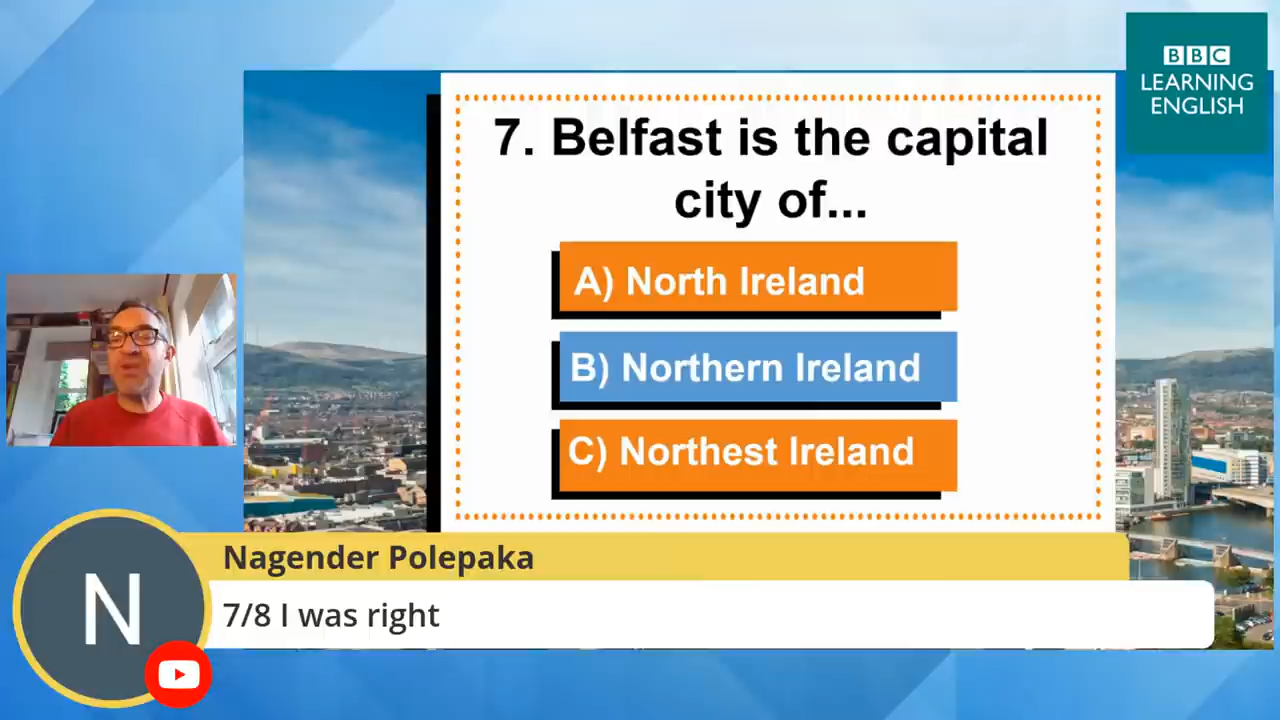 BBC
LEARNING
ENGLISH
7. Belfast is the capital
city of...
A) North Ireland
B) Northern Ireland
C) Northest Ireland
Nagender Polepaka
N
7/8 I was right